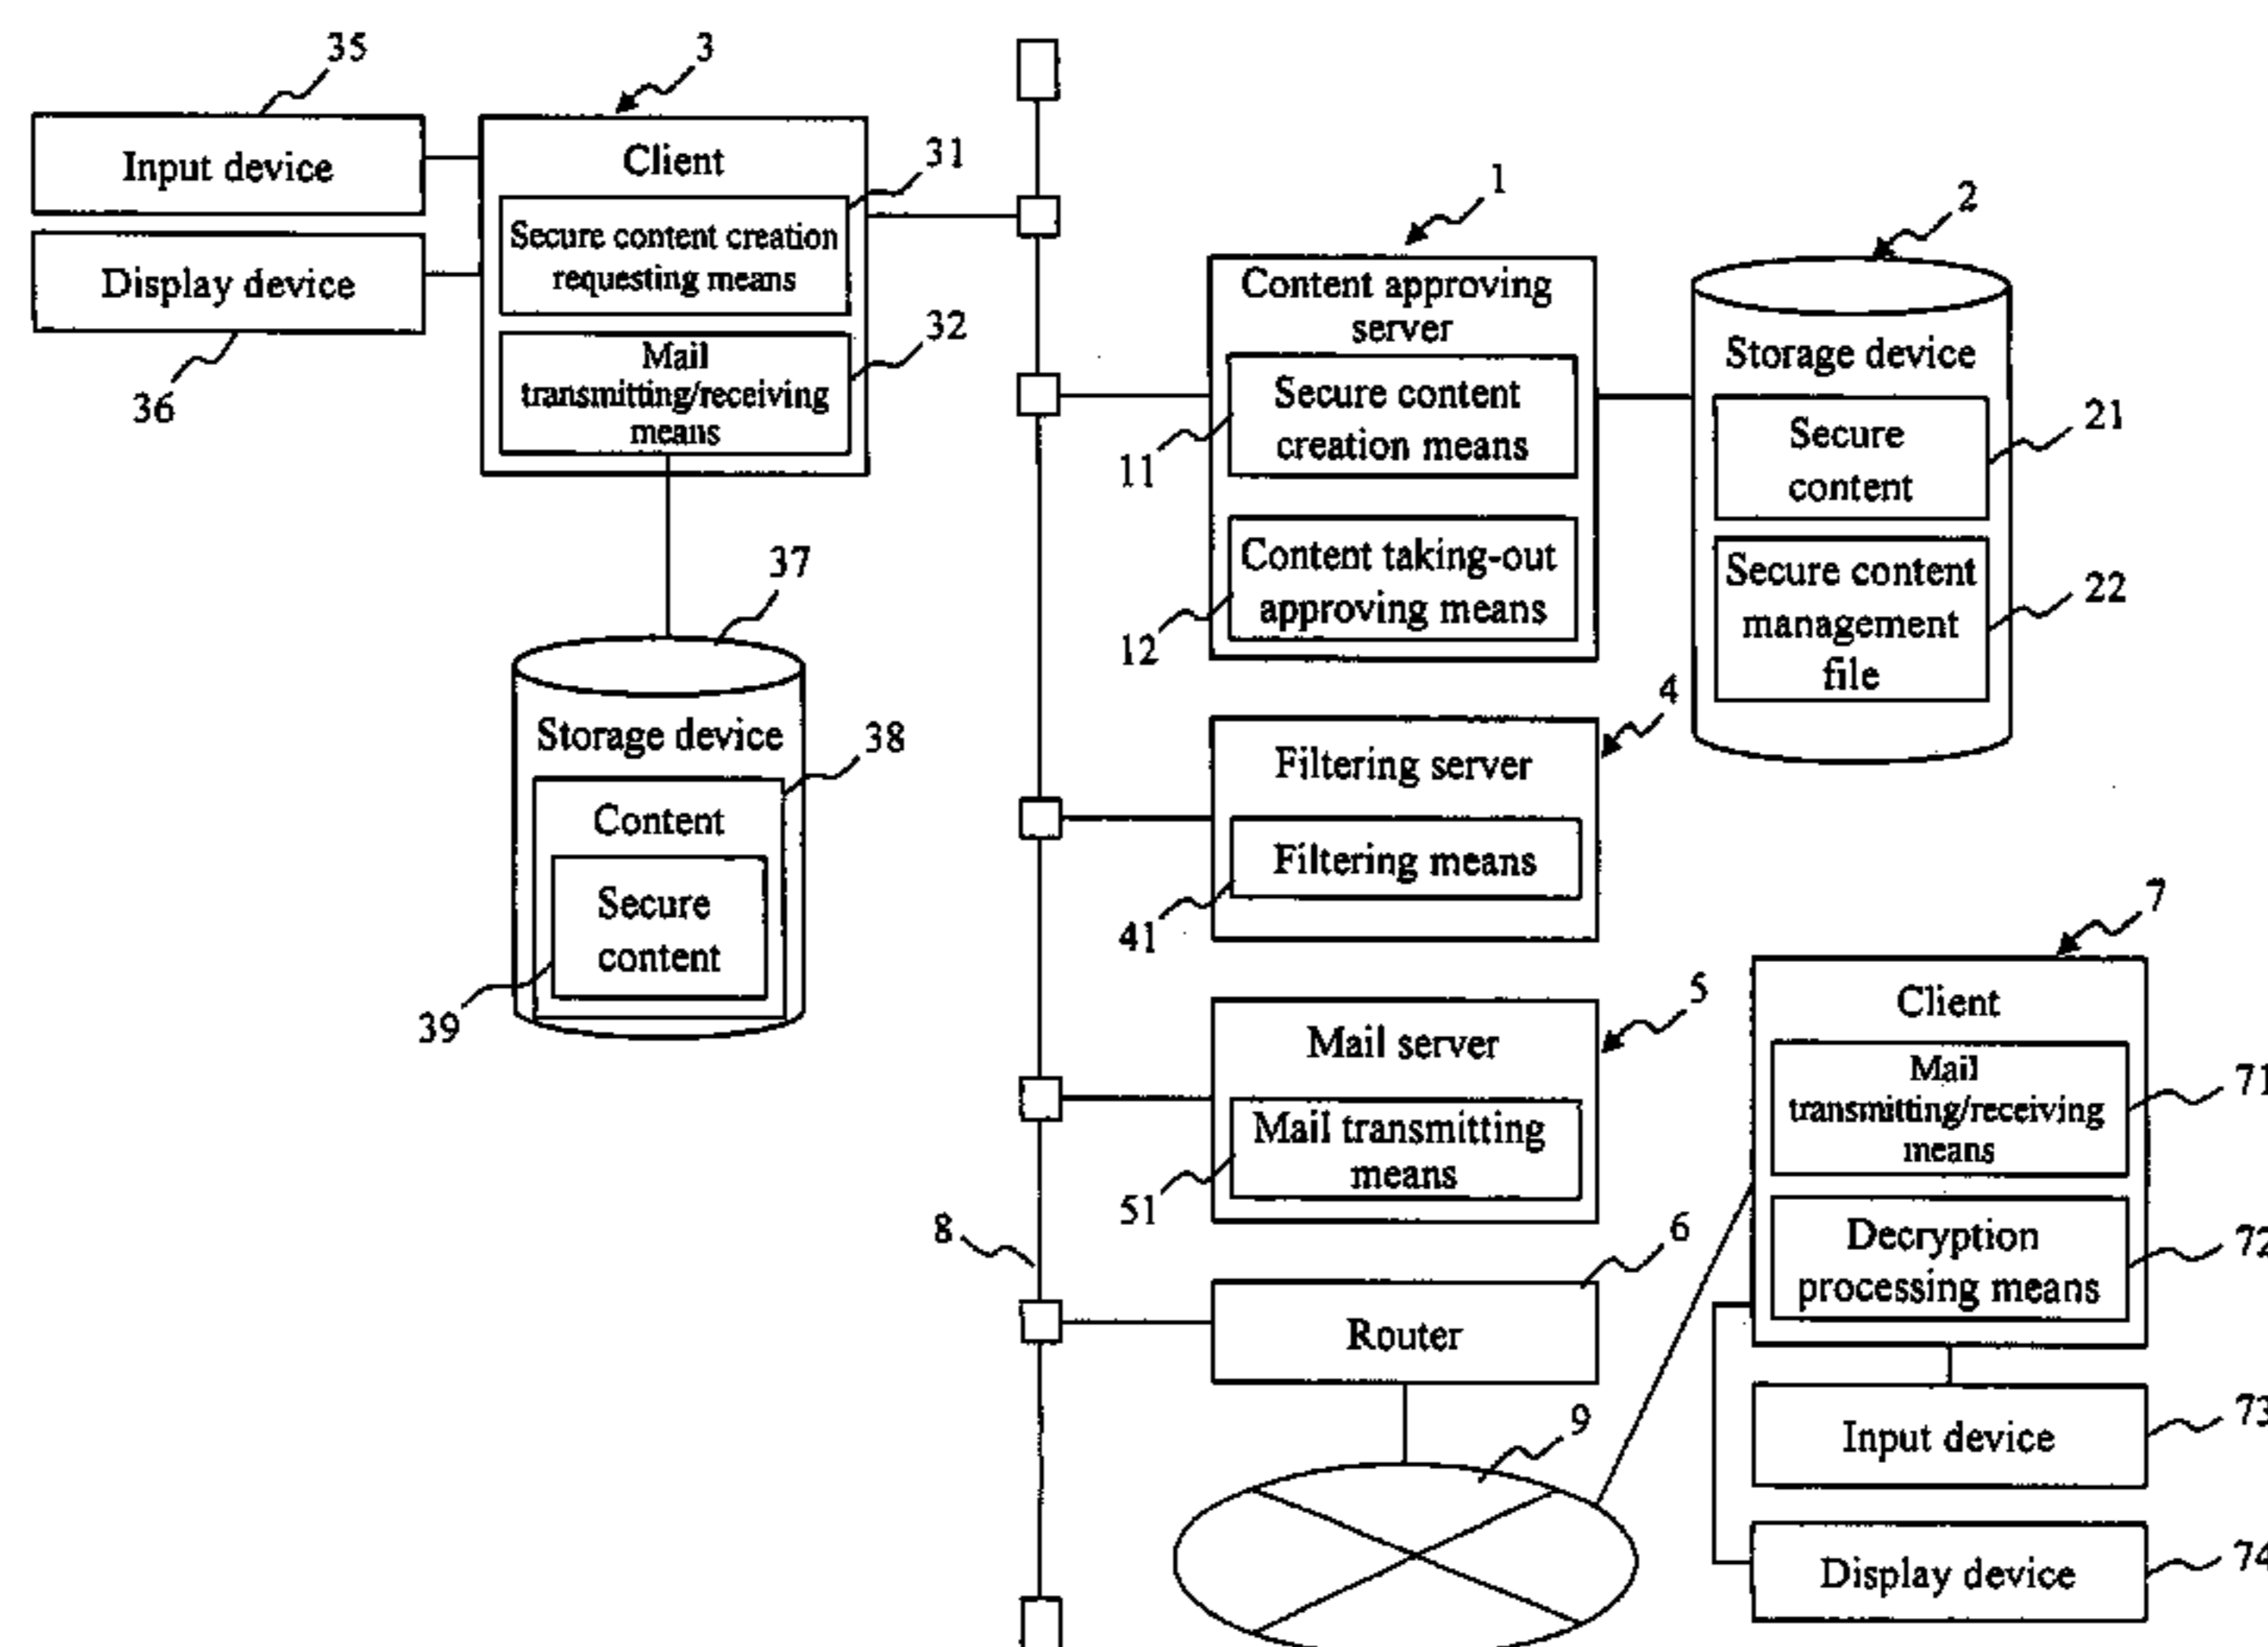 35
3
Input device
Display device
36
Client
31
Secure content creation
requesting means
32
Mail
transmitting/receiving
means
37
Storage device
38
Content
Secure
content
39
1
Content approving
server
Secure content
creation means
11
Content taking-out
approving means
12
2
Storage device
Secure
content
21
Secure content
management
file
22
4
Filtering server
Filtering means
41
5
Mail server
Mail transmitting
means
51
8
6
Router
9
7
Client
Mail
transmitting/receiving
means
71
Decryption
processing means
72
Input device
73
Display device
74